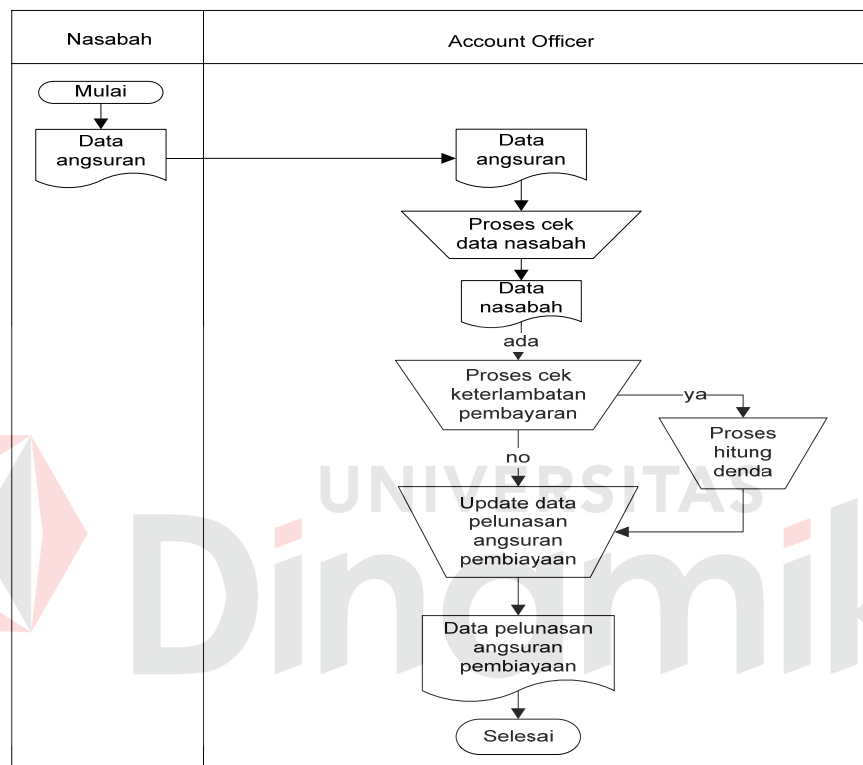 Nasabah
Account Officer
Mulai
Data
angsuran
Data
angsuran
Proses cek
data nasabah
Data
nasabah
ada
Proses cek
keterlambatan
pembayaran
ya
Proses
hitung
denda
no
UNIVERSITAS
Dinamik
Update data
pelunasan
angsuran
pembiayaan
Data pelunasan
angsuran
pembiayaan
Selesai